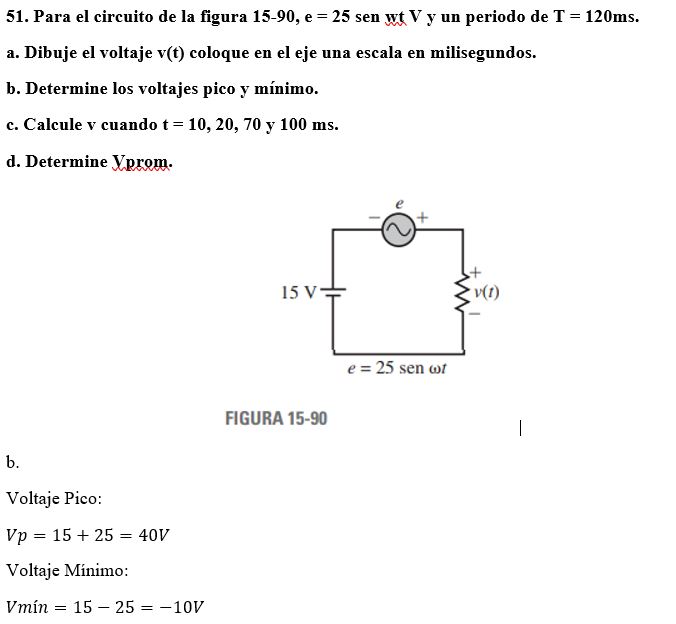 51. Para el circuito de la figura 15-90, e = 25 sen wt V y un periodo de T = 120ms.
a. Dibuje el voltaje v(t) coloque en el eje una escala en milisegundos.
b. Determine los voltajes pico y mínimo.
c. Calcule v cuando t = 10, 20, 70 y 100 ms.
d. Determine Vprom.
e
− +
15 V
+
v(t)
−
e = 25 sen ωt
FIGURA 15-90
b.
Voltaje Pico:
Vp = 15 + 25 = 40V
Voltaje Mínimo:
Vmín = 15 − 25 = −10V